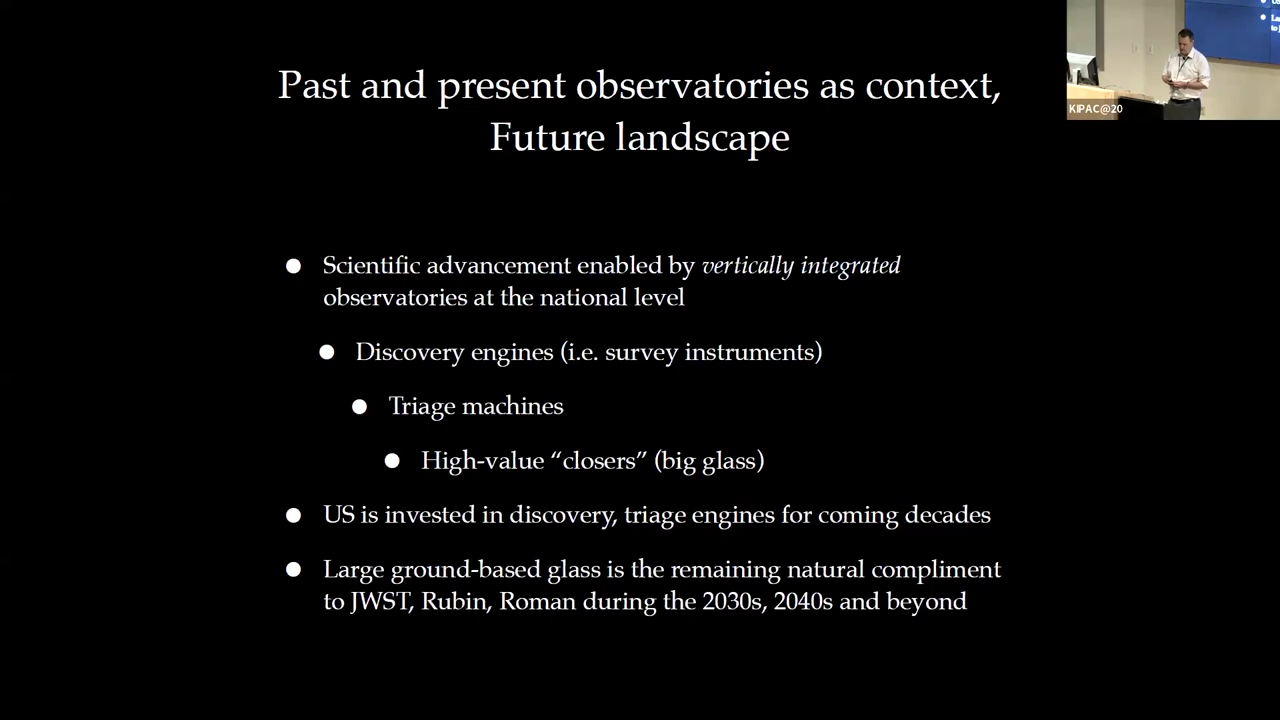 Past and present observatories as context,
Future landscape
KIPAC@20
● Scientific advancement enabled by vertically integrated
observatories at the national level
● Discovery engines (i.e. survey instruments)
● Triage machines
● High-value “closers” (big glass)
● US is invested in discovery, triage engines for coming decades
● Large ground-based glass is the remaining natural compliment
to JWST, Rubin, Roman during the 2030s, 2040s and beyond